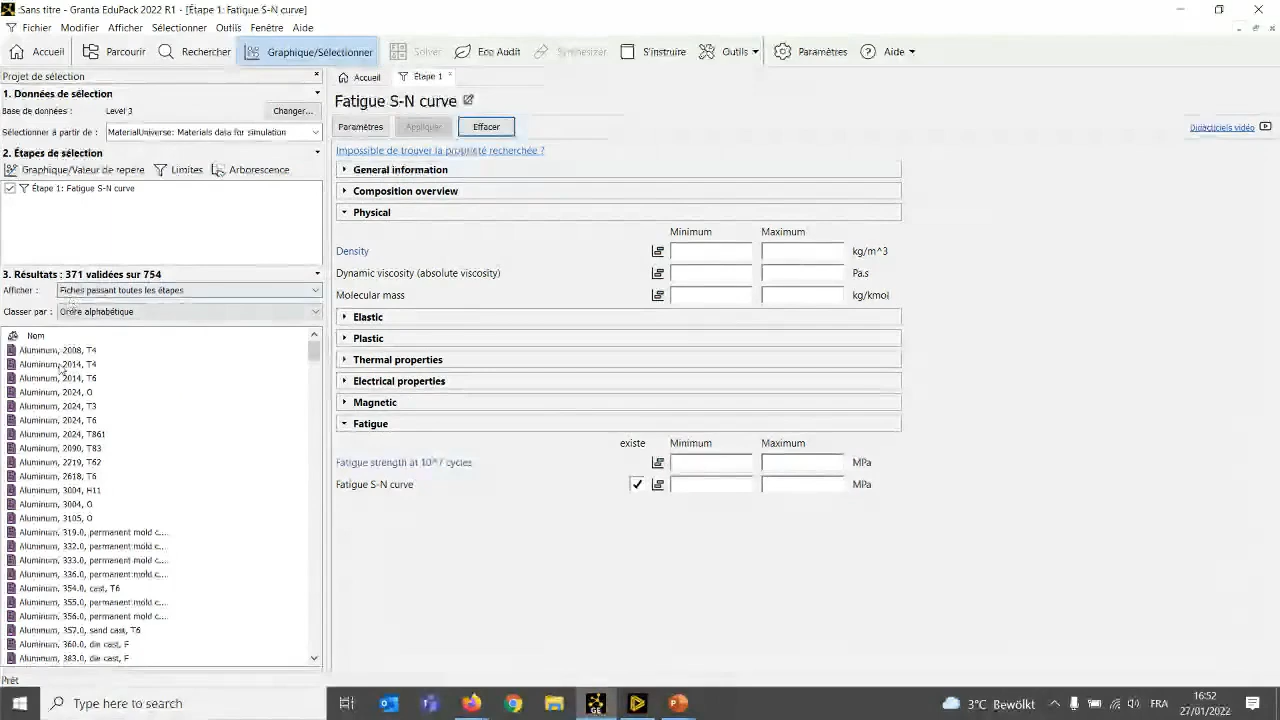 Sans titre - Granta EduPack 2022 R1 - [Étape 1: Fatigue S-N curve]
Fichier Modifier Afficher Sélectionner Outils Fenêtre Aide
Accueil Parcourir Rechercher Graphique/Sélectionner Solver Eco Audit Synthesizer S'instruire Outils Paramètres Aide
Projet de sélection
1. Données de sélection
Base de données : Level 3 Changer...
Sélectionner à partir de : MaterialUniverse: Materials data for simulation
2. Étapes de sélection
Graphique/Valeur de repere Limites Arborescence
Étape 1: Fatigue S-N curve
3. Résultats : 371 validées sur 754
Afficher : Fiches passant toutes les étapes
Classer par : Ordre alphabétique
Nom
Aluminum, 2008, T4
Aluminum, 2014, T4
Aluminum, 2014, T6
Aluminum, 2024, O
Aluminum, 2024, T3
Aluminum, 2024, T6
Aluminum, 2024, T861
Aluminum, 2090, T83
Aluminum, 2219, T62
Aluminum, 2618, T6
Aluminum, 3004, H11
Aluminum, 3004, O
Aluminum, 3105, O
Aluminum, 319.0, permanent mold c....
Aluminum, 332.0, permanent mold c....
Aluminum, 333.0, permanent mold c....
Aluminum, 336.0, permanent mold c....
Aluminum, 354.0, cast, T6
Aluminum, 355.0, permanent mold c....
Aluminum, 356.0, permanent mold c....
Aluminum, 357.0, sand cast, T6
Aluminum, 360.0, die cast, F
Aluminum, 383.0, die cast, F
Prêt
Accueil Étape 1
Fatigue S-N curve
Paramètres Appliquer Effacer
Didacticiels vidéo
Impossible de trouver la propriété recherchée ?
General information
Composition overview
Physical
Minimum Maximum
Density kg/m^3
Dynamic viscosity (absolute viscosity) Pa.s
Molecular mass kg/kmol
Elastic
Plastic
Thermal properties
Electrical properties
Magnetic
Fatigue
existe Minimum Maximum
Fatigue strength at 10^7 cycles MPa
Fatigue S-N curve MPa
Type here to search
GE
3°C Bewölkt
FRA
16:52
27/01/2022